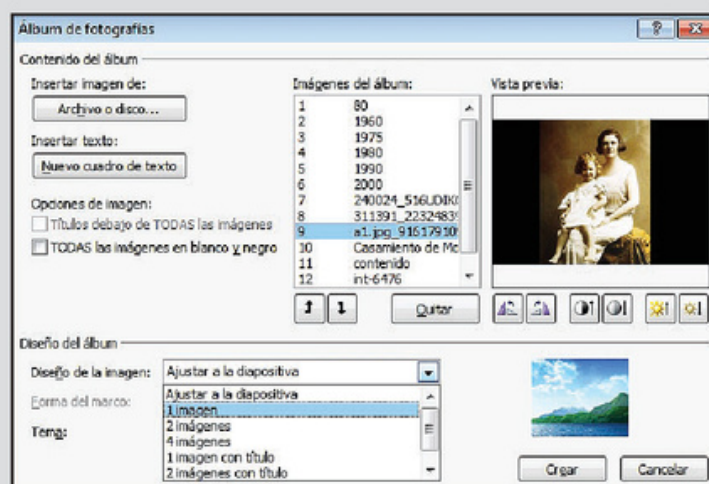 Álbum de fotografías
Contenido del álbum
Insertar imagen de:
Archivo o disco...
Insertar texto:
Nuevo cuadro de texto
Opciones de imagen:
Títulos debajo de TODAS las imágenes
TODAS las imágenes en blanco y negro
Imágenes del álbum:
1 80
2 1960
3 1975
4 1980
5 1990
6 2000
7 240024_516UDIK
8 311391_2232483
9 a1.jpg_9161791
10 Casamiento de Mc
11 contenido
12 int-6476
Quitar
Vista previa:
Diseño del álbum
Diseño de la imagen: Ajustar a la diapositiva
Ajustar a la diapositiva
1 imagen
2 imágenes
4 imágenes
1 imagen con título
2 imágenes con título
Forma del marco:
Tema:
Crear
Cancelar